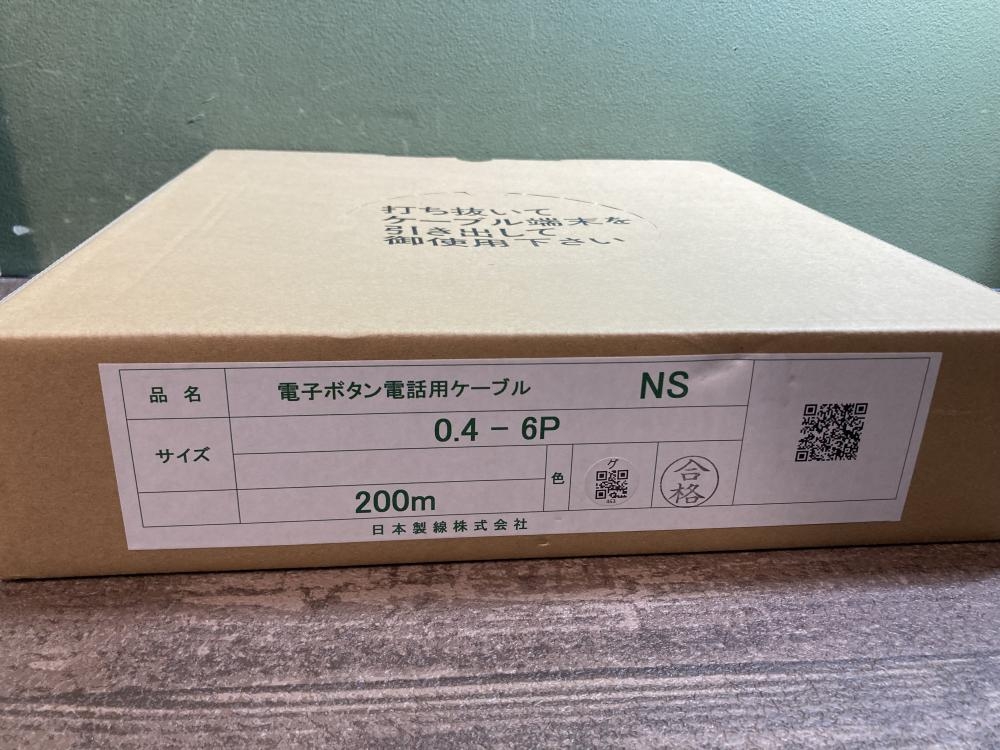 打ち抜いて
ケーブル端末を
引き出して
御使用下さい
品名 電子ボタン電話用ケーブル NS
サイズ 0.4 - 6P
色 グ 合格
200m
日本製線株式会社